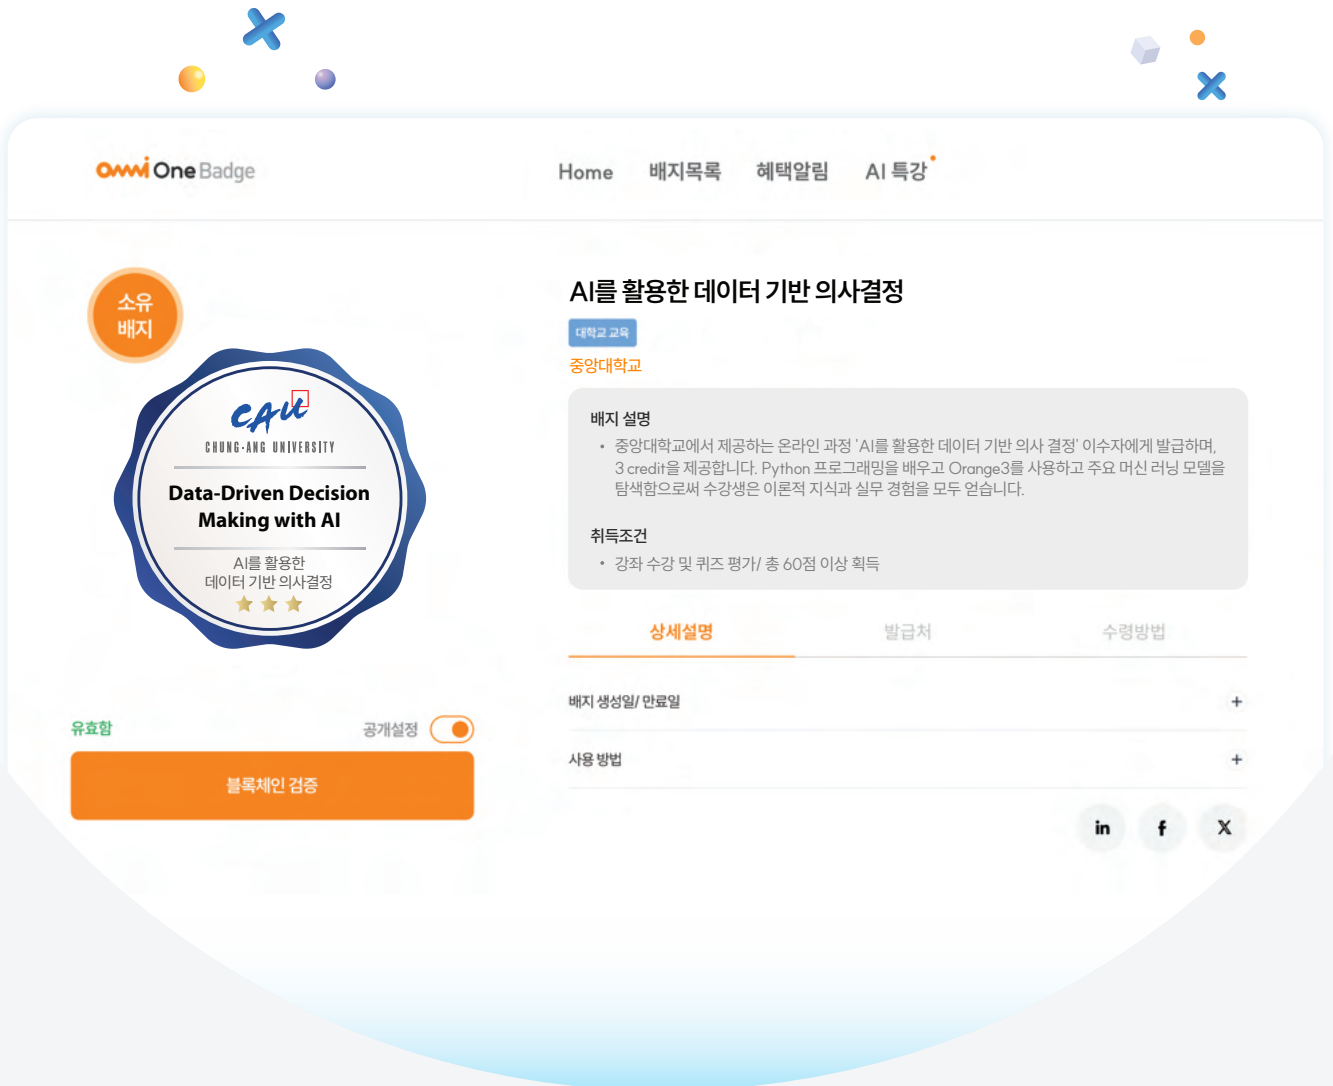 Omni One Badge
Home 배지목록 혜택알림 AI 특강
소유
배지
CAU
CHUNG-ANG UNIVERSITY
Data-Driven Decision
Making with AI
AI를 활용한
데이터 기반 의사결정
유효함
공개설정
블록체인 검증
AI를 활용한 데이터 기반 의사결정
대학교 교육
중앙대학교
배지 설명
• 중앙대학교에서 제공하는 온라인 과정 'AI를 활용한 데이터 기반 의사 결정' 이수자에게 발급하며,
3 credit을 제공합니다. Python 프로그래밍을 배우고 Orange3를 사용하고 주요 머신 러닝 모델을
탐색함으로써 수강생은 이론적 지식과 실무 경험을 모두 얻습니다.
취득조건
• 강좌 수강 및 퀴즈 평가/ 총 60점 이상 획득
상세설명 발급처 수령방법
배지 생성일/ 만료일 +
사용 방법 +
in f X